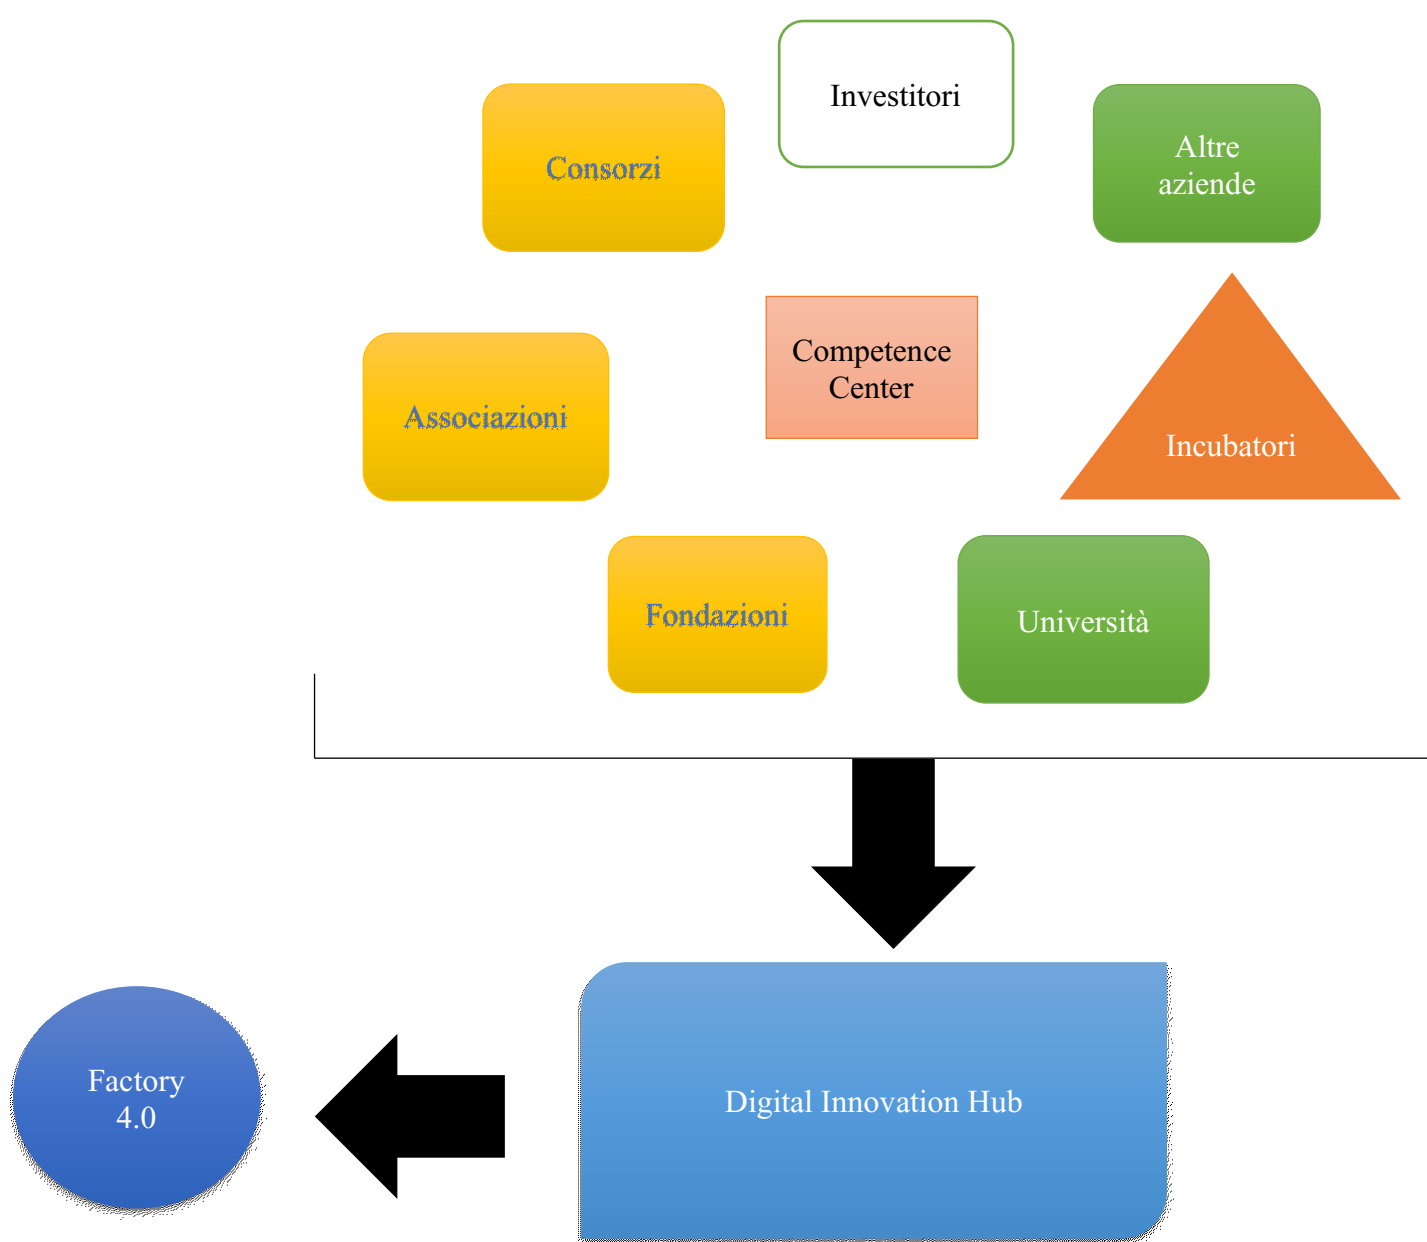 Investitori
Consorzi
Altre
aziende
Competence
Center
Associazioni
Incubatori
Fondazioni
Università
Factory
4.0
Digital Innovation Hub